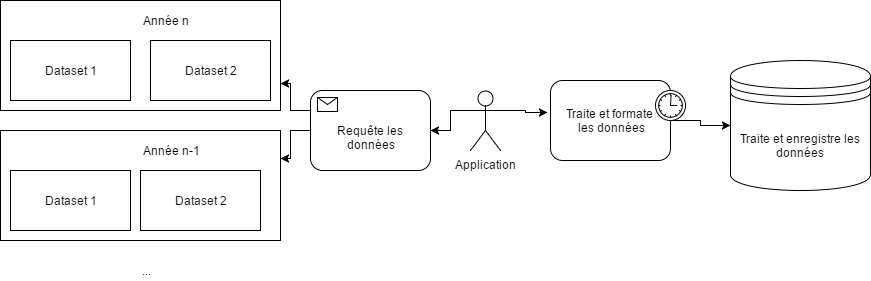 Année n
Dataset 1
Dataset 2
Année n-1
Dataset 1
Dataset 2
...
Requête les
données
Application
Traite et formate
les données
Traite et enregistre les
données